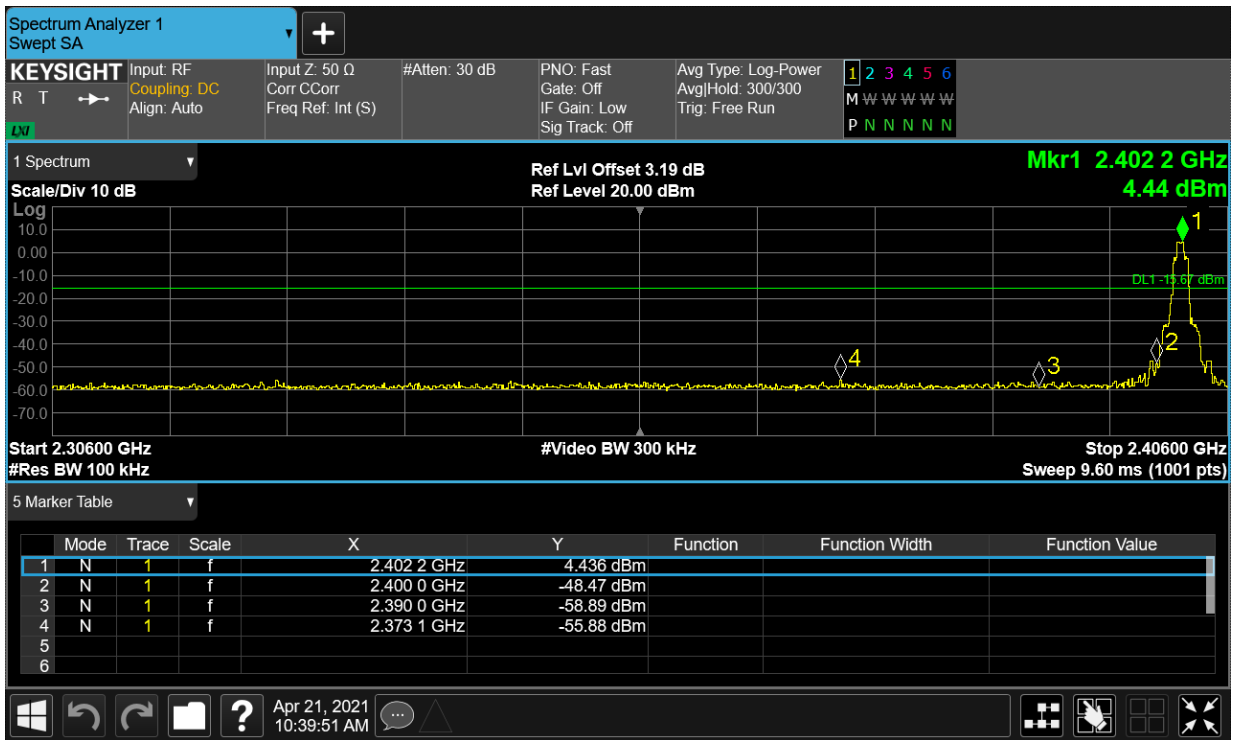 Spectrum Analyzer 1
Swept SA
+
KEYSIGHT
R T
LXI
Input: RF
Coupling: DC
Align: Auto
Input Z: 50 Ω
Corr CCorr
Freq Ref: Int (S)
#Atten: 30 dB
PNO: Fast
Gate: Off
IF Gain: Low
Sig Track: Off
Avg Type: Log-Power
Avg|Hold: 300/300
Trig: Free Run
1 2 3 4 5 6
M W W W W W
P N N N N N
1 Spectrum
Scale/Div 10 dB
Ref Lvl Offset 3.19 dB
Ref Level 20.00 dBm
Mkr1 2.402 2 GHz
4.44 dBm
Log
10.0
0.00
-10.0
-20.0
-30.0
-40.0
-50.0
-60.0
-70.0
1
DL1 -15.67 dBm
2
4
3
Start 2.30600 GHz
#Video BW 300 kHz
Stop 2.40600 GHz
#Res BW 100 kHz
Sweep 9.60 ms (1001 pts)
5 Marker Table
Mode Trace Scale X Y Function Function Width Function Value
1 N 1 f 2.402 2 GHz 4.436 dBm
2 N 1 f 2.400 0 GHz -48.47 dBm
3 N 1 f 2.390 0 GHz -58.89 dBm
4 N 1 f 2.373 1 GHz -55.88 dBm
5
6
?
Apr 21, 2021
10:39:51 AM